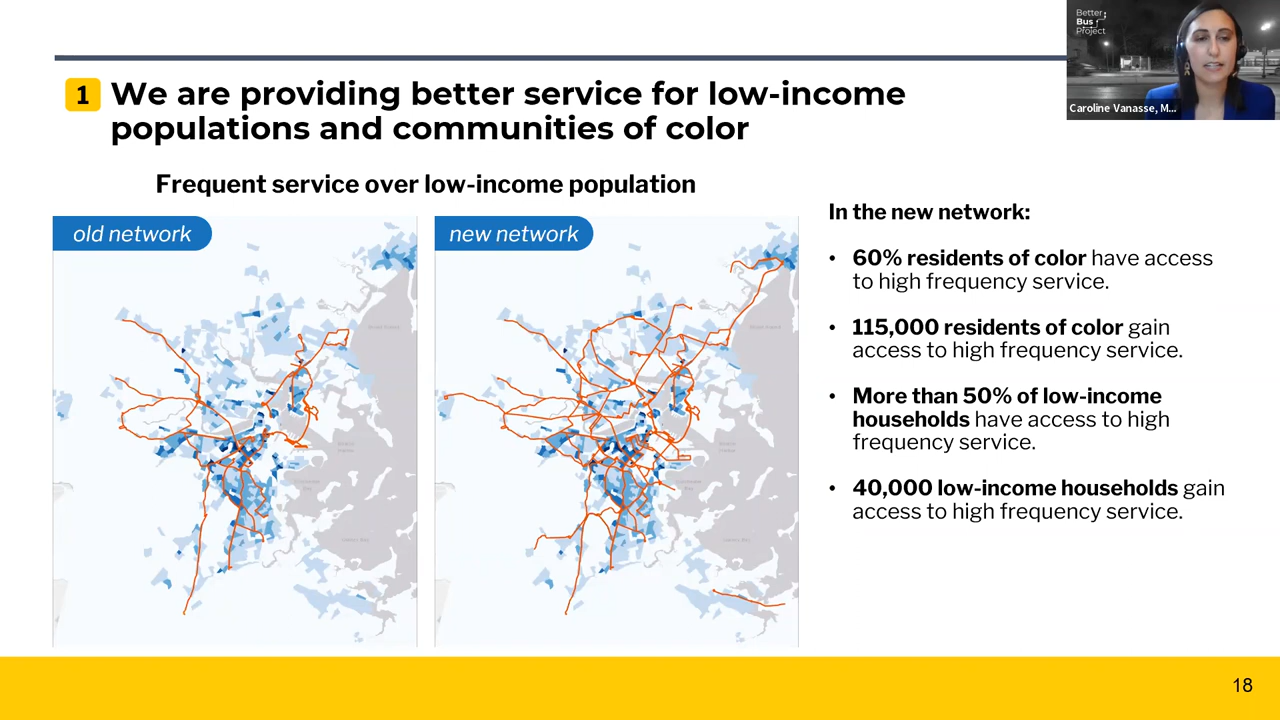 Better
Bus
Project
Caroline Vanasse, M...
1 We are providing better service for low-income
populations and communities of color
Frequent service over low-income population
old network
new network
In the new network:
• 60% residents of color have access
to high frequency service.
• 115,000 residents of color gain
access to high frequency service.
• More than 50% of low-income
households have access to high
frequency service.
• 40,000 low-income households gain
access to high frequency service.
18